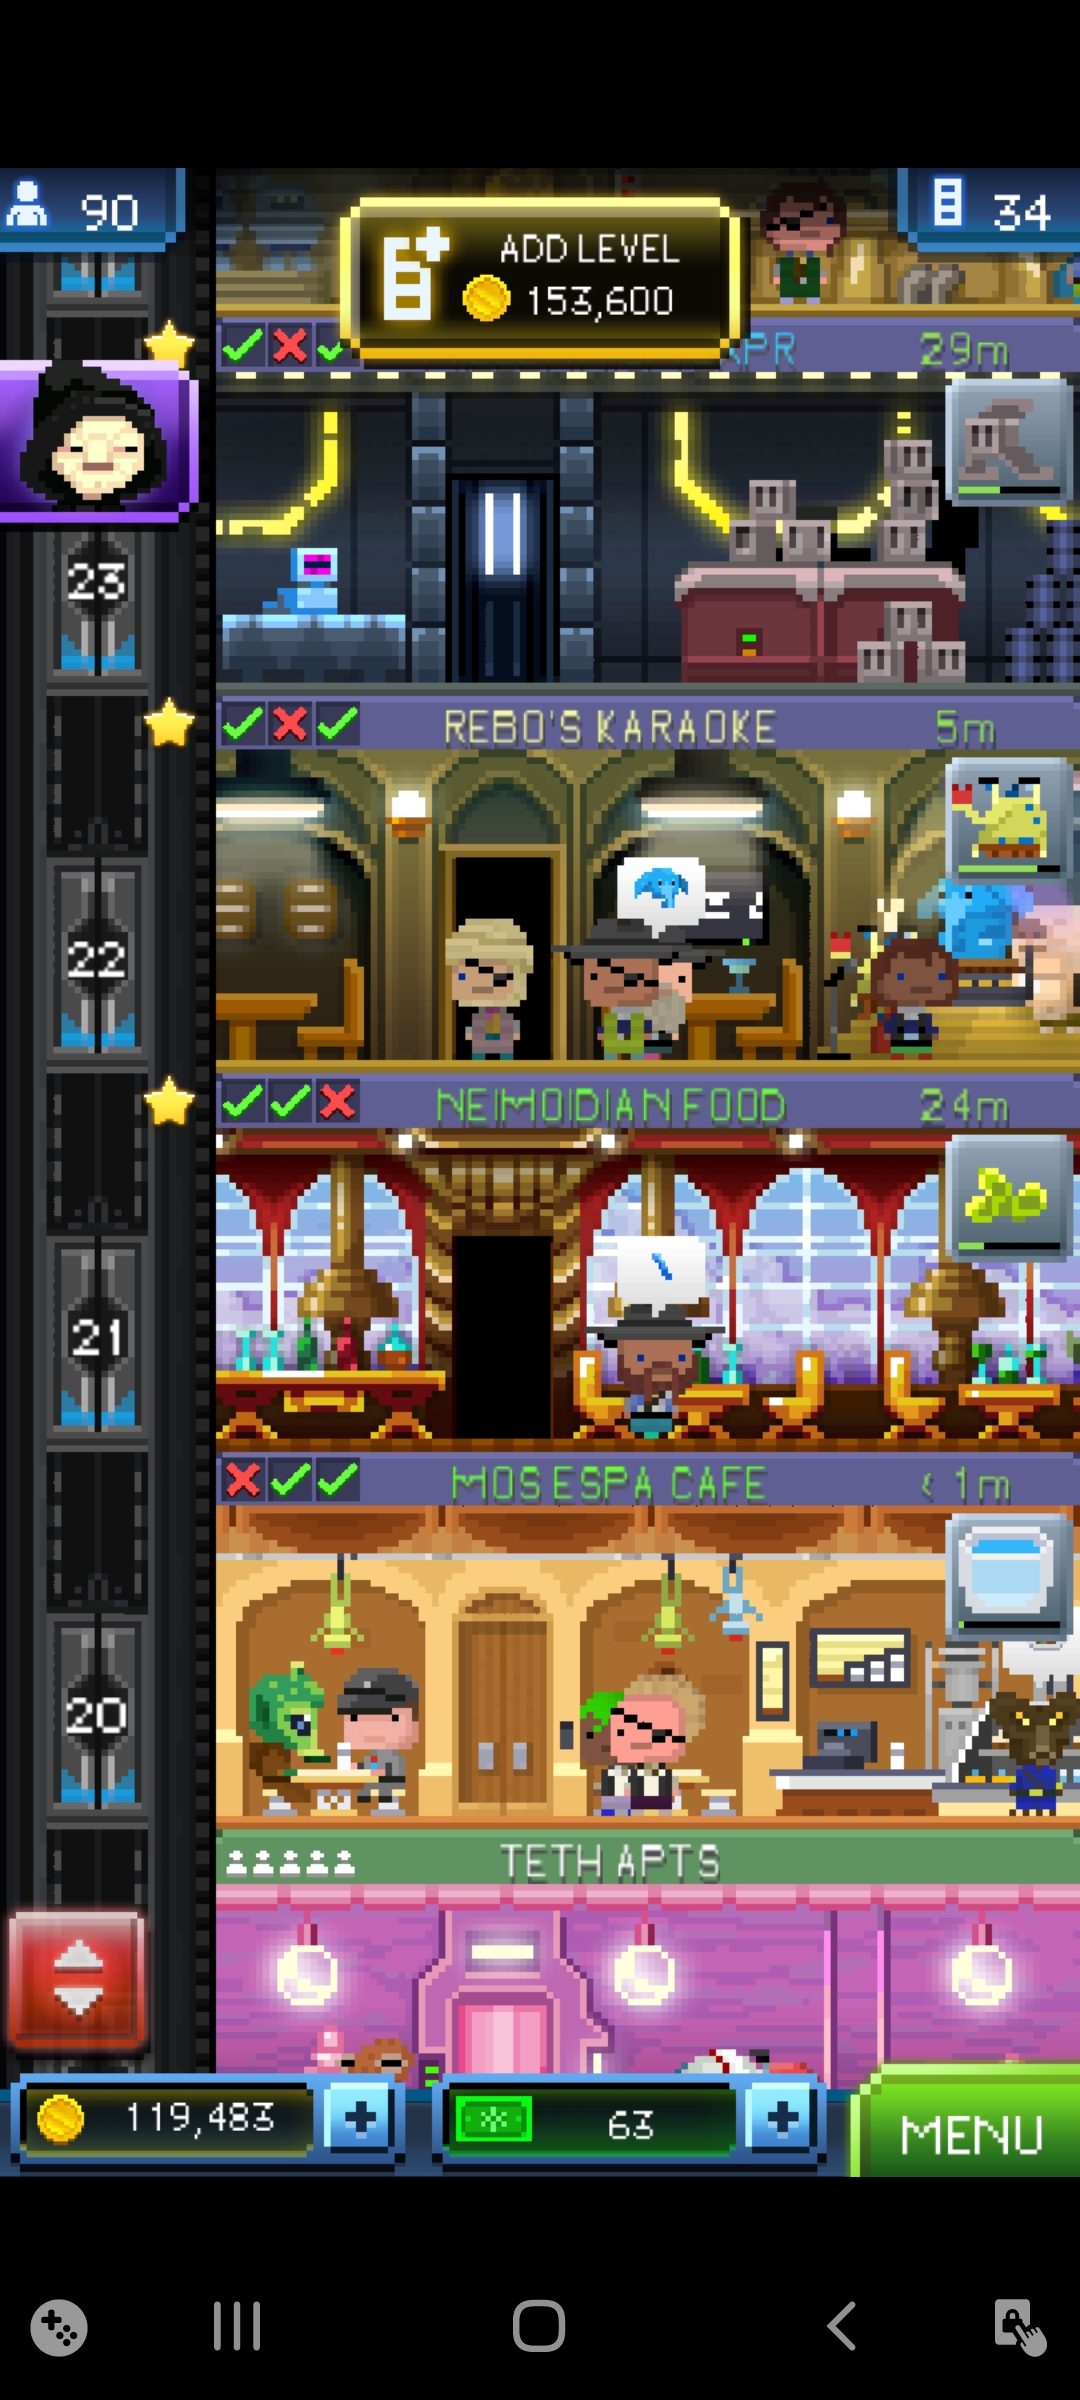 90
34
ADD LEVEL
153,600
29m
23
REBO'S KARAOKE
5m
22
NEIMOIDIAN FOOD
24m
21
MOS ESPA CAFE
< 1m
20
TETH APTS
119,483
63
MENU